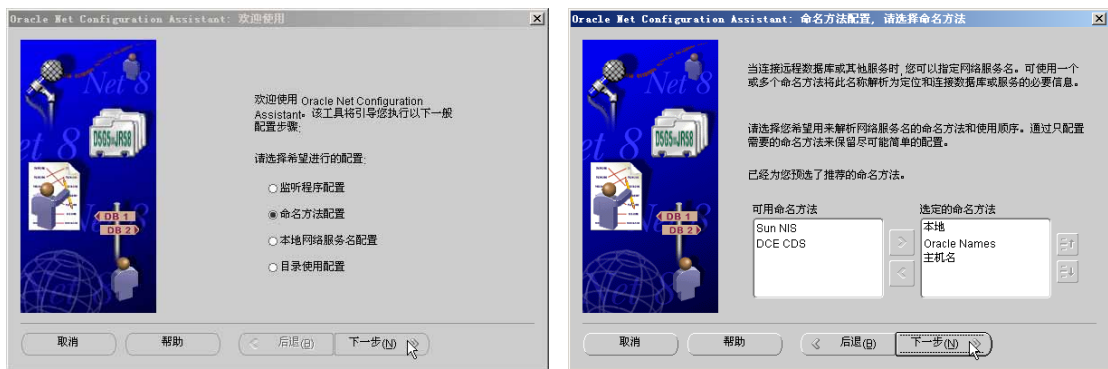 Oracle Net Configuration Assistant: 欢迎使用
Net 8
et 8
D5G5JRS8
DB 1
DB 2
欢迎使用 Oracle Net Configuration
Assistant。该工具将引导您执行以下一般
配置步骤:
请选择希望进行的配置:
监听程序配置
命名方法配置
本地网络服务名配置
目录使用配置
取消
帮助
后退(B)
下一步(N)
Oracle Net Configuration Assistant: 命名方法配置, 请选择命名方法
Net 8
et 8
D5G5JRS8
DB 1
DB 2
当连接远程数据库或其他服务时, 您可以指定网络服务名。可使用一个
或多个命名方法将此名称解析为定位和连接数据库或服务的必要信息。
请选择您希望用来解析网络服务名的命名方法和使用顺序。通过只配置
需要的命名方法来保留尽可能简单的配置。
已经为您预选了推荐的命名方法。
可用命名方法
选定的命名方法
Sun NIS
DCE CDS
本地
Oracle Names
主机名
取消
帮助
后退(B)
下一步(N)